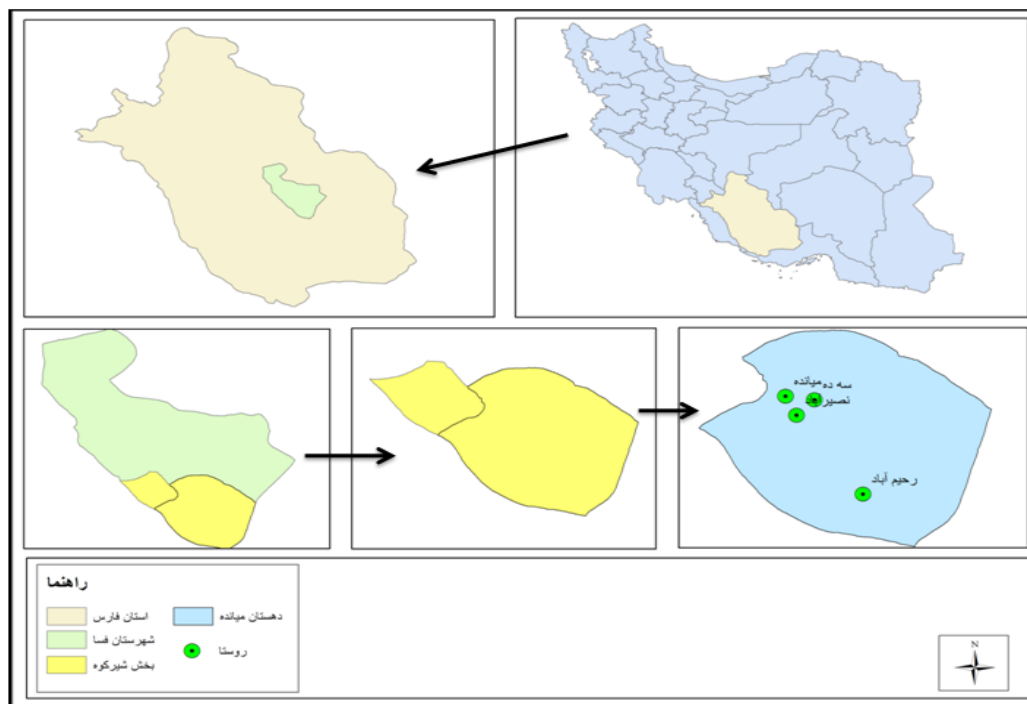 سه ده میانده
نصیرآباد
رحیم آباد
راهنما
استان فارس
دهستان میانده
شهرستان فسا
روستا
بخش شیرکوه
N